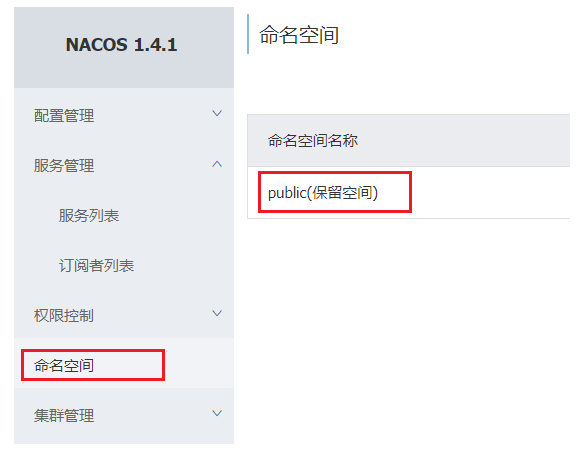 NACOS 1.4.1
配置管理
服务管理
服务列表
订阅者列表
权限控制
命名空间
集群管理
命名空间
命名空间名称
public(保留空间)